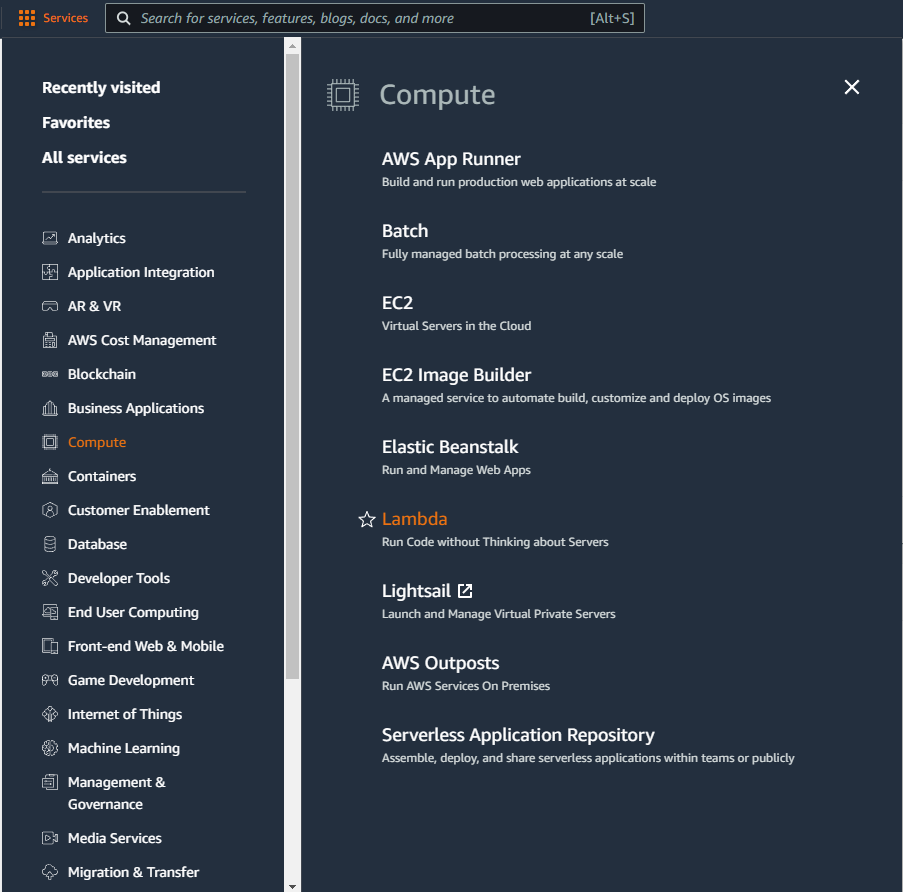 Services
Search for services, features, blogs, docs, and more
[Alt+S]
Recently visited
Favorites
All services
Analytics
Application Integration
AR & VR
AWS Cost Management
Blockchain
Business Applications
Compute
Containers
Customer Enablement
Database
Developer Tools
End User Computing
Front-end Web & Mobile
Game Development
Internet of Things
Machine Learning
Management &
Governance
Media Services
Migration & Transfer
Compute
AWS App Runner
Build and run production web applications at scale
Batch
Fully managed batch processing at any scale
EC2
Virtual Servers in the Cloud
EC2 Image Builder
A managed service to automate build, customize and deploy OS images
Elastic Beanstalk
Run and Manage Web Apps
Lambda
Run Code without Thinking about Servers
Lightsail
Launch and Manage Virtual Private Servers
AWS Outposts
Run AWS Services On Premises
Serverless Application Repository
Assemble, deploy, and share serverless applications within teams or publicly